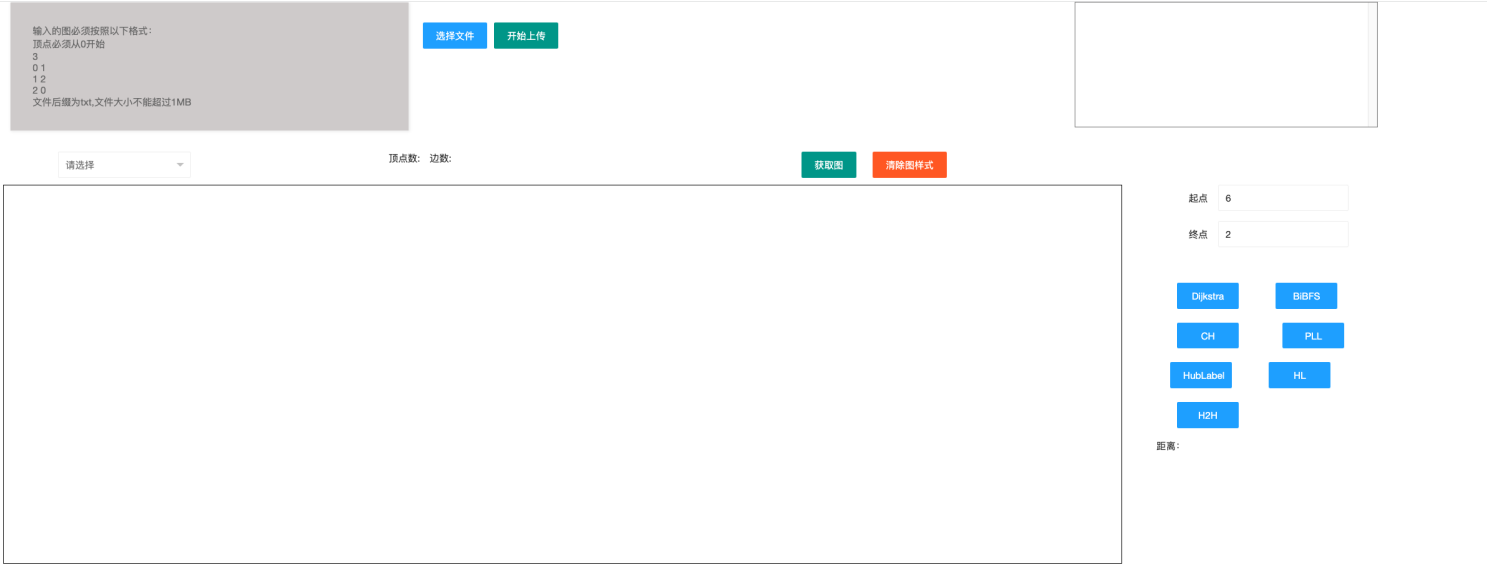 输入的图必须按照以下格式：
顶点必须从0开始
3
0 1
1 2
2 0
文件后缀为txt,文件大小不能超过1MB
选择文件 开始上传
请选择
顶点数: 边数:
获取图 清除图样式
起点 6
终点 2
Dijkstra BiBFS
CH PLL
HubLabel HL
H2H
距离: